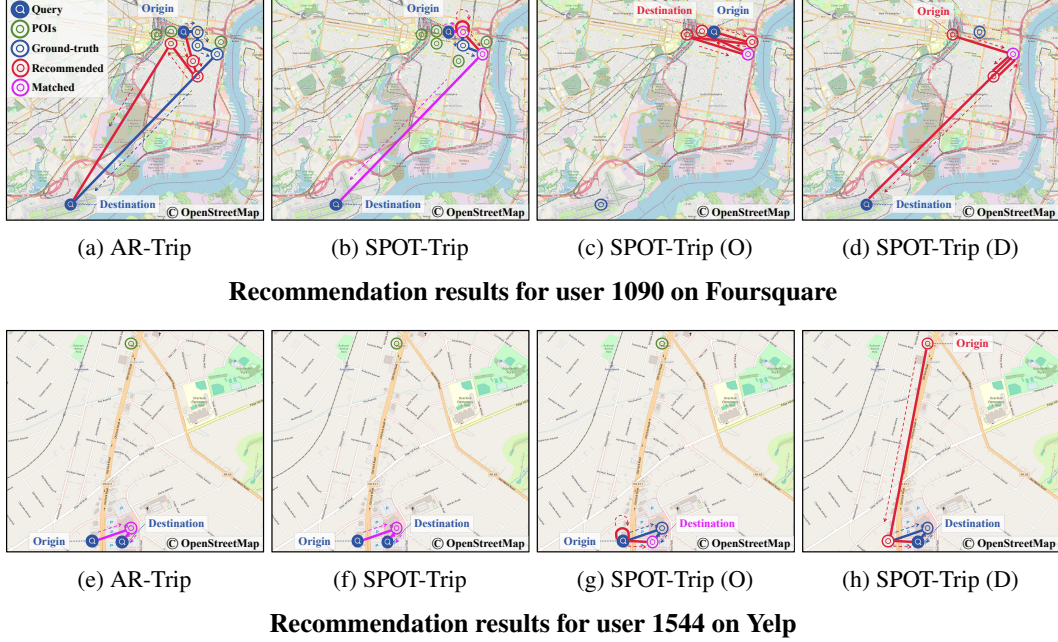 Query
POIs
Ground-truth
Recommended
Matched
Origin
Destination
© OpenStreetMap
Origin
Destination
© OpenStreetMap
Destination
Origin
© OpenStreetMap
Origin
Destination
© OpenStreetMap
(a) AR-Trip
(b) SPOT-Trip
(c) SPOT-Trip (O)
(d) SPOT-Trip (D)
Recommendation results for user 1090 on Foursquare
Origin
Destination
© OpenStreetMap
Origin
Destination
© OpenStreetMap
Origin
Destination
© OpenStreetMap
Origin
Destination
© OpenStreetMap
(e) AR-Trip
(f) SPOT-Trip
(g) SPOT-Trip (O)
(h) SPOT-Trip (D)
Recommendation results for user 1544 on Yelp